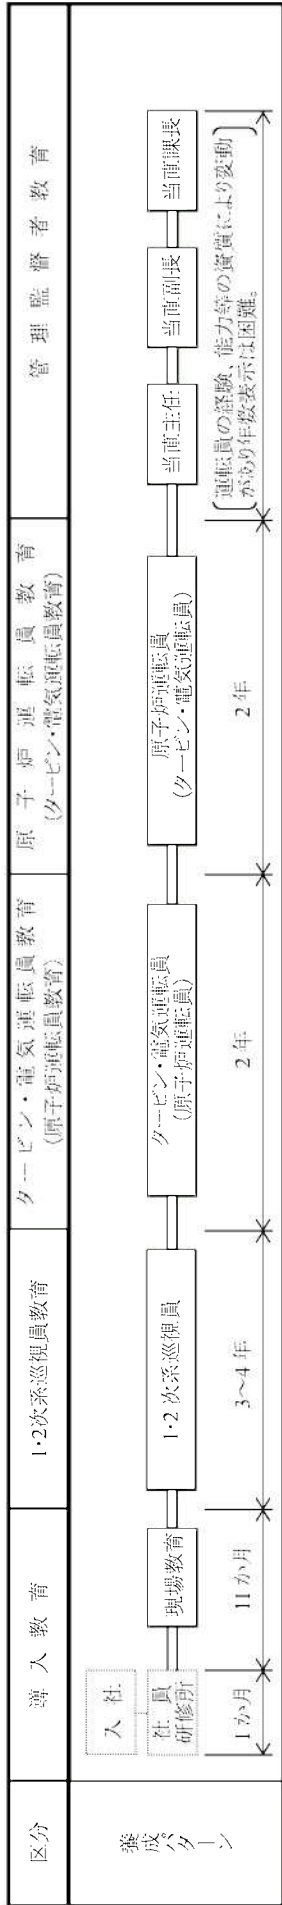 区分
導入教育
1・2次系巡視員教育
タービン・電気運転員教育
(原子炉運転員教育)
原子炉運転員教育
(タービン・電気運転員教育)
管理監督者教育
養成
パターン
入社
社員
研修所
現場教育
1・2次系巡視員
タービン・電気運転員
(原子炉運転員)
原子炉運転員
(タービン・電気運転員)
当直主任
当直副長
当直課長
1か月
11か月
3~4年
2年
2年
運転員の経験、能力等の資質により変動
があり年数表示は困難。